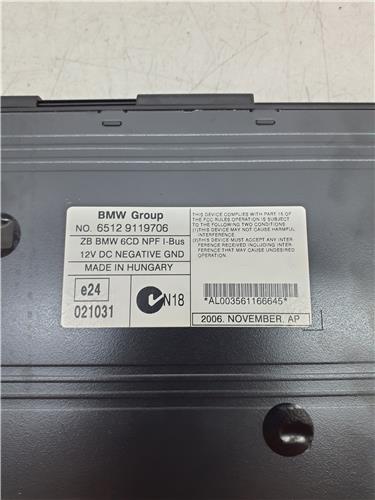 BMW Group
NO. 6512 9119706
ZB BMW 6CD NPF I-Bus
12V DC NEGATIVE GND
MADE IN HUNGARY
e24
021031
N18
THIS DEVICE COMPLIES WITH PART 15 OF
THE FCC RULES OPERATION IS SUBJECT
TO THE FOLLOWING TWO CONDITIONS
(1)THIS DEVICE MAY NOT CAUSE HARMFUL
INTERFERENCE.
(2)THIS DEVICE MUST ACCEPT ANY INTER-
FERENCE RECEIVED INCLUDING INTER-
FERENCE THAT MAY CAUSE UNDESIRED
OPERATION
*AL003561166645*
2006. NOVEMBER. AP